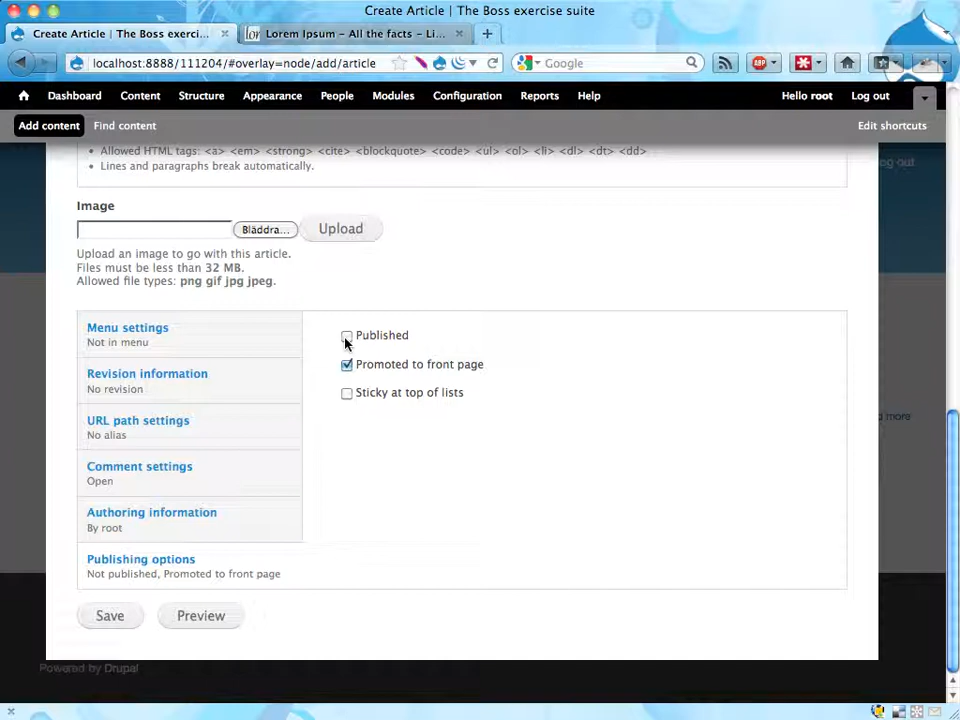 Create Article | The Boss exercise suite
Create Article | The Boss exerci...
Lorem Ipsum – All the facts – Li...
localhost:8888/111204/#overlay=node/add/article
Google
ABP
Dashboard Content Structure Appearance People Modules Configuration Reports Help
Hello root Log out
Add content Find content
Edit shortcuts
Allowed HTML tags: <a> <em> <strong> <cite> <blockquote> <code> <ul> <ol> <li> <dl> <dt> <dd>
Lines and paragraphs break automatically.
og out
Image
Bläddra... Upload
Upload an image to go with this article.
Files must be less than 32 MB.
Allowed file types: png gif jpg jpeg.
Menu settings
Not in menu
Revision information
No revision
URL path settings
No alias
Comment settings
Open
Authoring information
By root
Publishing options
Not published, Promoted to front page
Published
Promoted to front page
Sticky at top of lists
d more
Save Preview
Powered by Drupal